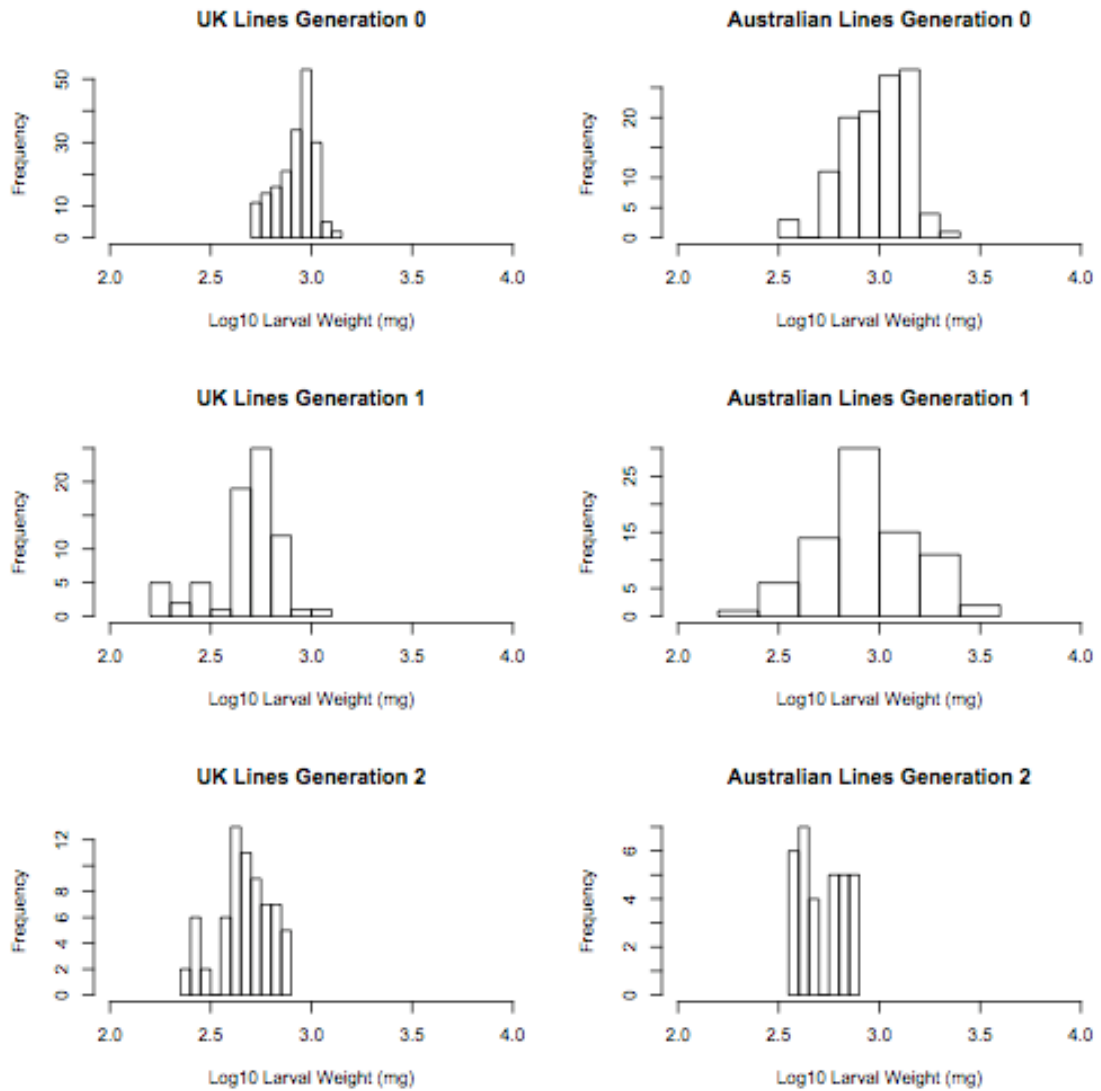 UK Lines Generation 0
Frequency
0 10 30 50
2.0 2.5 3.0 3.5 4.0
Log10 Larval Weight (mg)
Australian Lines Generation 0
Frequency
0 5 10 20
2.0 2.5 3.0 3.5 4.0
Log10 Larval Weight (mg)
UK Lines Generation 1
Frequency
0 5 10 20
2.0 2.5 3.0 3.5 4.0
Log10 Larval Weight (mg)
Australian Lines Generation 1
Frequency
0 5 15 25
2.0 2.5 3.0 3.5 4.0
Log10 Larval Weight (mg)
UK Lines Generation 2
Frequency
0 2 4 6 8 12
2.0 2.5 3.0 3.5 4.0
Log10 Larval Weight (mg)
Australian Lines Generation 2
Frequency
0 2 4 6
2.0 2.5 3.0 3.5 4.0
Log10 Larval Weight (mg)